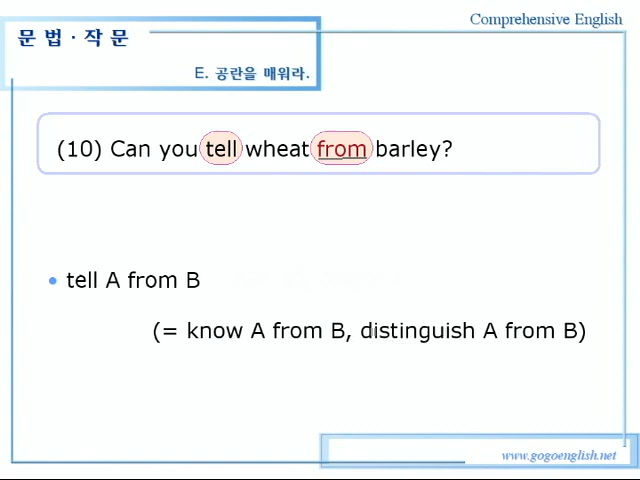 Comprehensive English
문 법 · 작 문
E. 공란을 매워라.
(10) Can you tell wheat from barley?
• tell A from B
(= know A from B, distinguish A from B)
www.gogoenglish.net